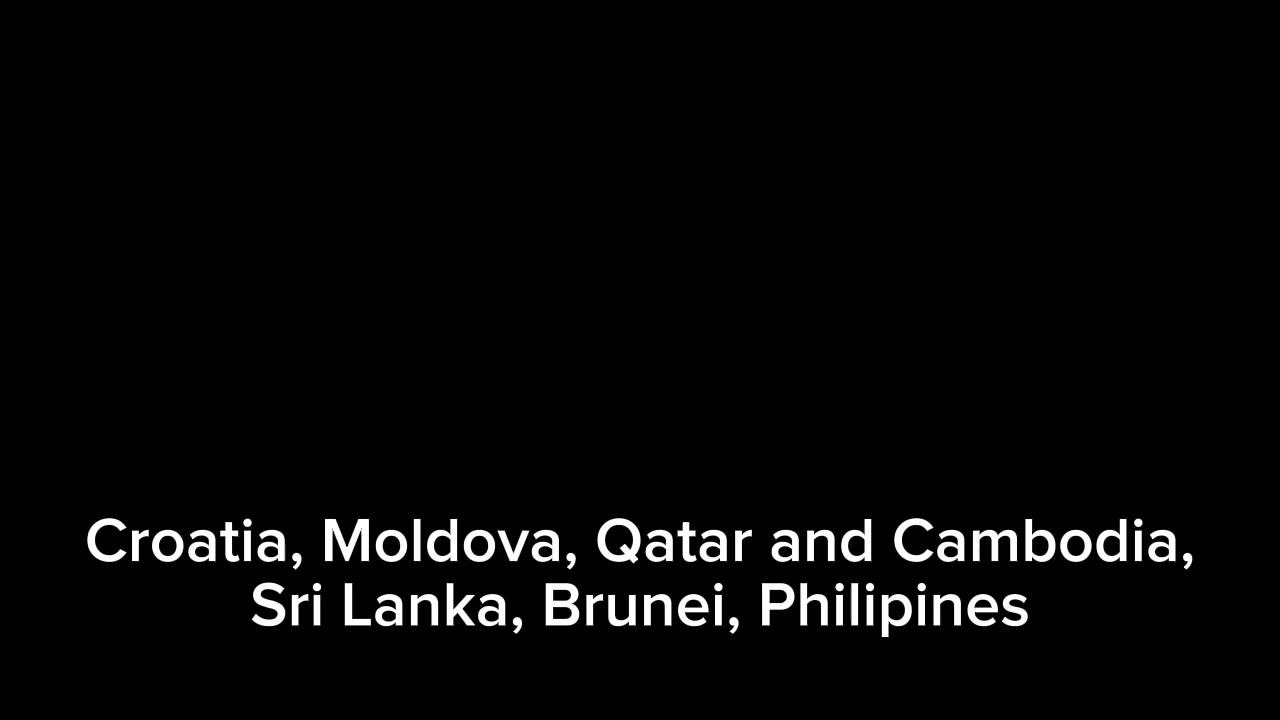 Croatia, Moldova, Qatar and Cambodia,
Sri Lanka, Brunei, Philipines